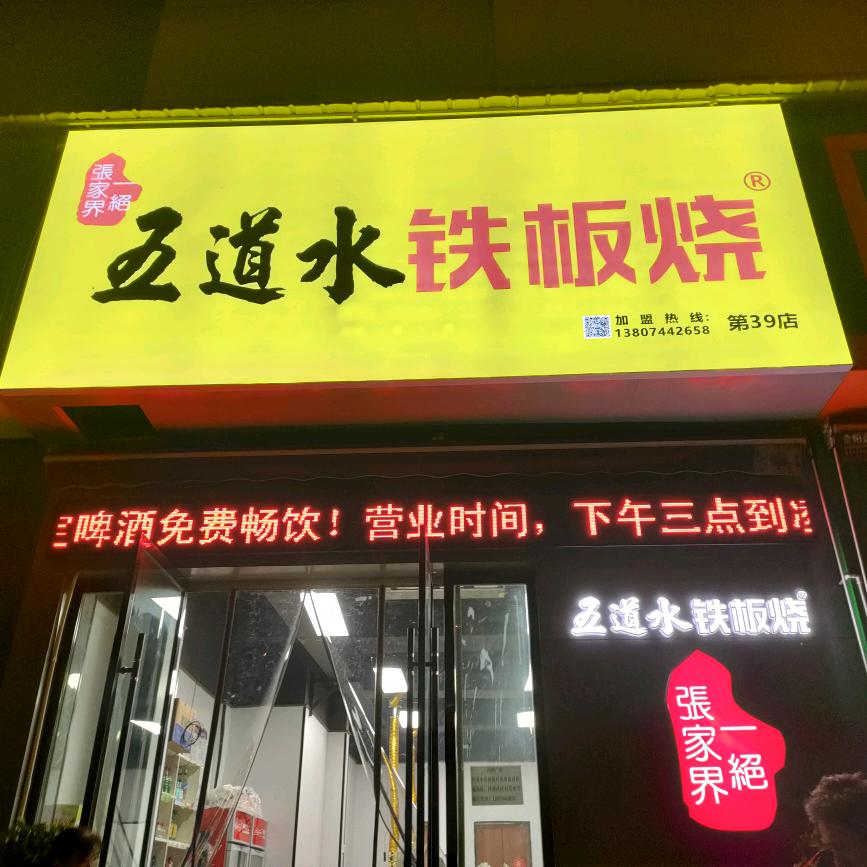 張家界
一絕
五道水铁板烧®
加盟热线:
13807442658
第39店
啤酒免费畅饮！营业时间，下午三点到凌
五道水铁板烧®
張家界
一絕